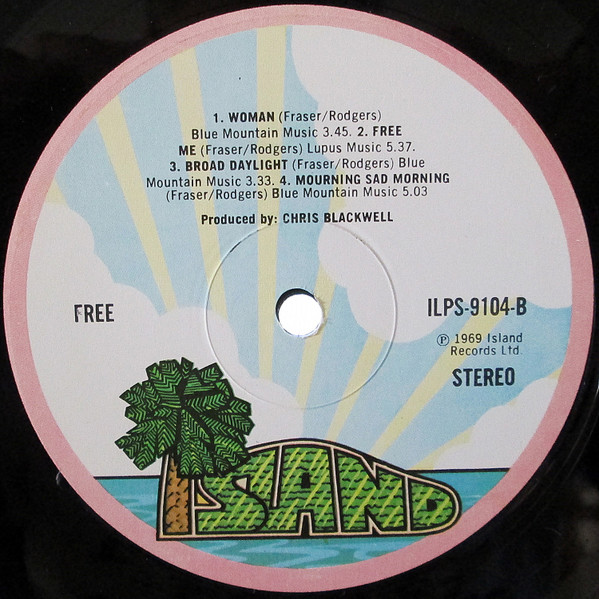 1. WOMAN (Fraser/Rodgers)
Blue Mountain Music 3.45. 2. FREE
ME (Fraser/Rodgers) Lupus Music 5.37.
3. BROAD DAYLIGHT (Fraser/Rodgers) Blue
Mountain Music 3.33. 4. MOURNING SAD MORNING
(Fraser/Rodgers) Blue Mountain Music 5.03
Produced by: CHRIS BLACKWELL
FREE
ILPS-9104-B
℗ 1969 Island
Records Ltd.
STEREO
ISLAND